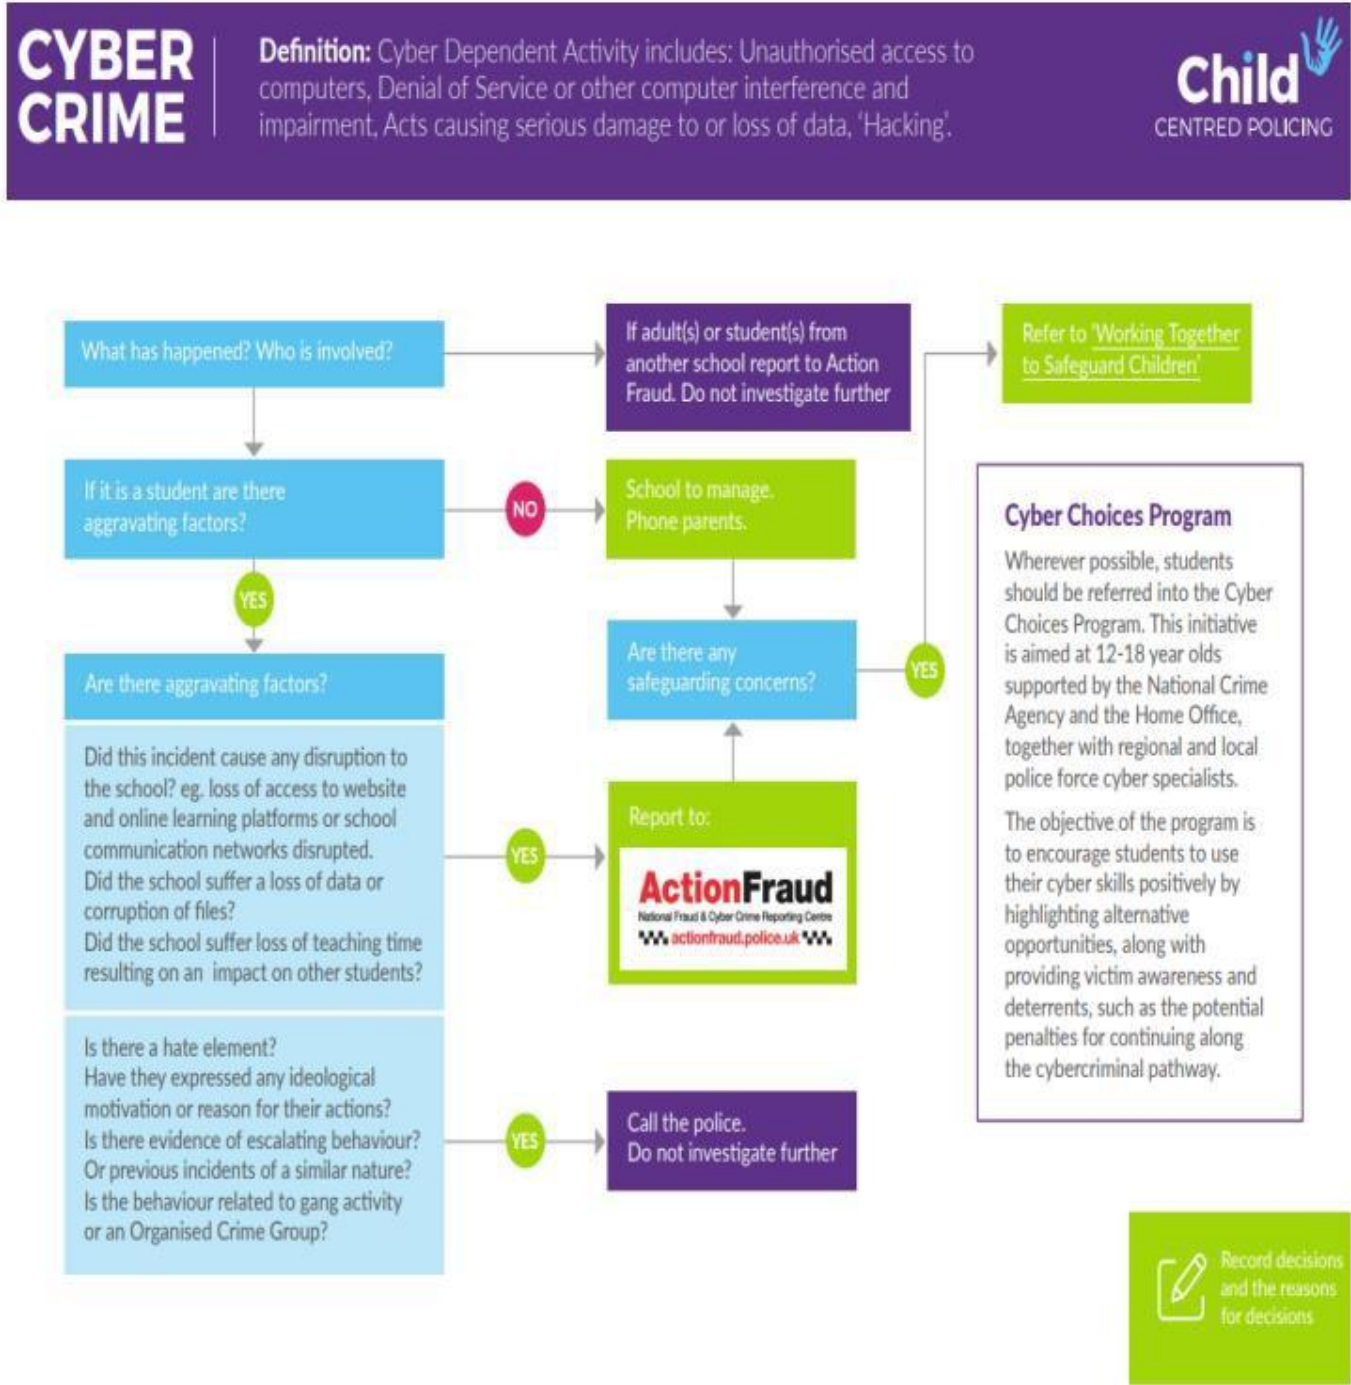 CYBER
CRIME
Definition: Cyber Dependent Activity includes: Unauthorised access to
computers, Denial of Service or other computer interference and
impairment, Acts causing serious damage to or loss of data, ‘Hacking’.
Child
CENTRED POLICING
What has happened? Who is involved?
If adult(s) or student(s) from
another school report to Action
Fraud. Do not investigate further
Refer to ‘Working Together
to Safeguard Children’
If it is a student are there
aggravating factors?
NO
School to manage.
Phone parents.
YES
Are there any
safeguarding concerns?
YES
Are there aggravating factors?
Did this incident cause any disruption to
the school? eg. loss of access to website
and online learning platforms or school
communication networks disrupted.
Did the school suffer a loss of data or
corruption of files?
Did the school suffer loss of teaching time
resulting on an impact on other students?
YES
Report to:
ActionFraud
National Fraud & Cyber Crime Reporting Centre
actionfraud.police.uk
Is there a hate element?
Have they expressed any ideological
motivation or reason for their actions?
Is there evidence of escalating behaviour?
Or previous incidents of a similar nature?
Is the behaviour related to gang activity
or an Organised Crime Group?
YES
Call the police.
Do not investigate further
Cyber Choices Program
Wherever possible, students
should be referred into the Cyber
Choices Program. This initiative
is aimed at 12-18 year olds
supported by the National Crime
Agency and the Home Office,
together with regional and local
police force cyber specialists.
The objective of the program is
to encourage students to use
their cyber skills positively by
highlighting alternative
opportunities, along with
providing victim awareness and
deterrents, such as the potential
penalties for continuing along
the cybercriminal pathway.
Record decisions
and the reasons
for decisions